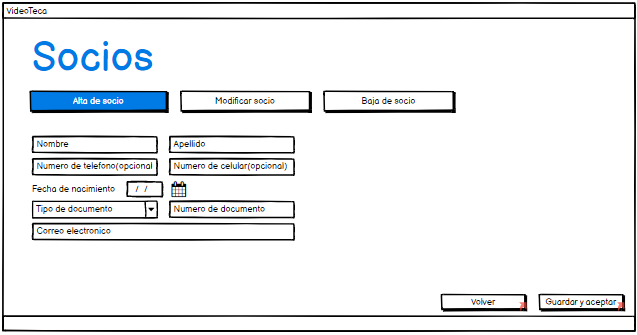 VideoTeca
Socios
Alta de socio
Modificar socio
Baja de socio
Nombre
Apellido
Numero de telefono(opcional
Numero de celular(opcional)
Fecha de nacimiento
/ /
Tipo de documento
Numero de documento
Correo electronico
Volver
Guardar y aceptar